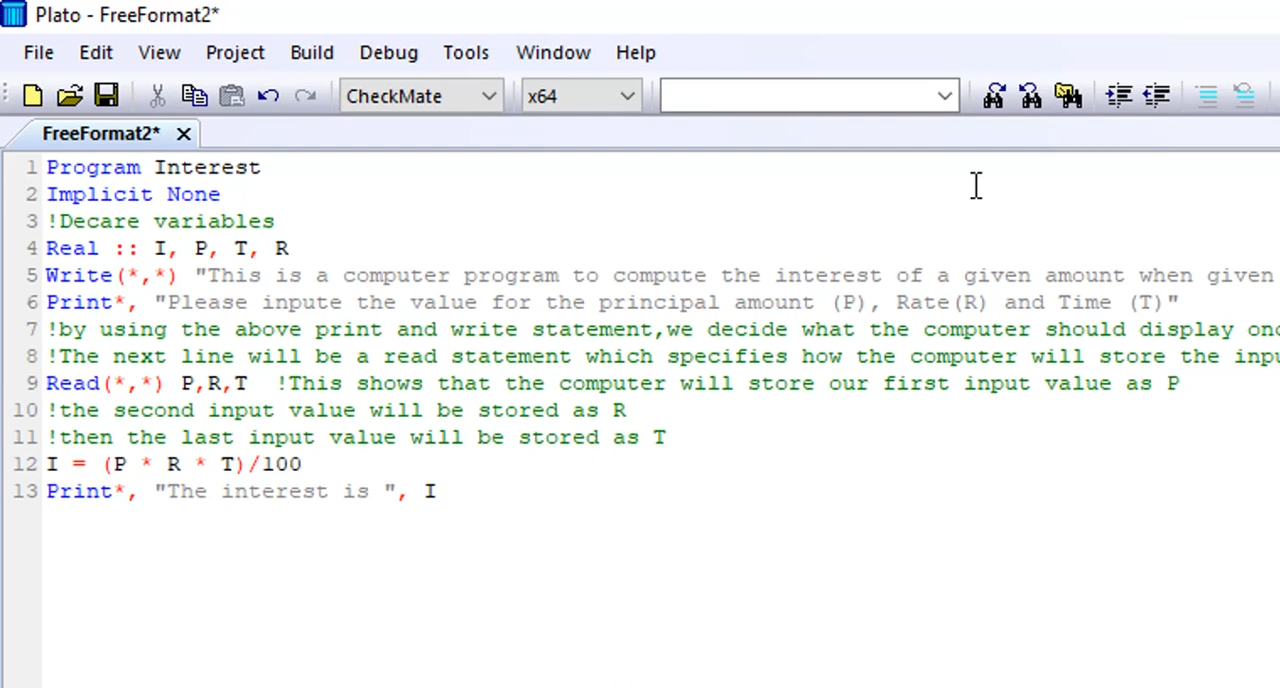 Plato - FreeFormat2*
File Edit View Project Build Debug Tools Window Help
CheckMate x64
FreeFormat2*
1 Program Interest
2 Implicit None
3 !Decare variables
4 Real :: I, P, T, R
5 Write(*,*) "This is a computer program to compute the interest of a given amount when given
6 Print*, "Please inpute the value for the principal amount (P), Rate(R) and Time (T)"
7 !by using the above print and write statement,we decide what the computer should display
8 !The next line will be a read statement which specifies how the computer will store the
9 Read(*,*) P,R,T !This shows that the computer will store our first input value as P
10 !the second input value will be stored as R
11 !then the last input value will be stored as T
12 I = (P * R * T)/100
13 Print*, "The interest is ", I